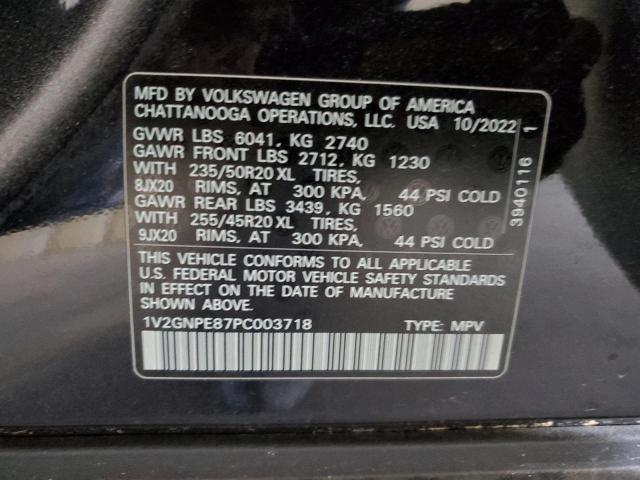 MFD BY VOLKSWAGEN GROUP OF AMERICA
CHATTANOOGA OPERATIONS, LLC. USA 10/2022
GVWR LBS 6041, KG 2740
GAWR FRONT LBS 2712, KG 1230
WITH 235/50R20 XL TIRES,
8JX20 RIMS, AT 300 KPA, 44 PSI COLD
GAWR REAR LBS 3439, KG 1560
WITH 255/45R20 XL TIRES,
9JX20 RIMS, AT 300 KPA, 44 PSI COLD
THIS VEHICLE CONFORMS TO ALL APPLICABLE
U.S. FEDERAL MOTOR VEHICLE SAFETY STANDARDS
IN EFFECT ON THE DATE OF MANUFACTURE
SHOWN ABOVE.
1V2GNPE87PC003718 TYPE: MPV
3940116 1